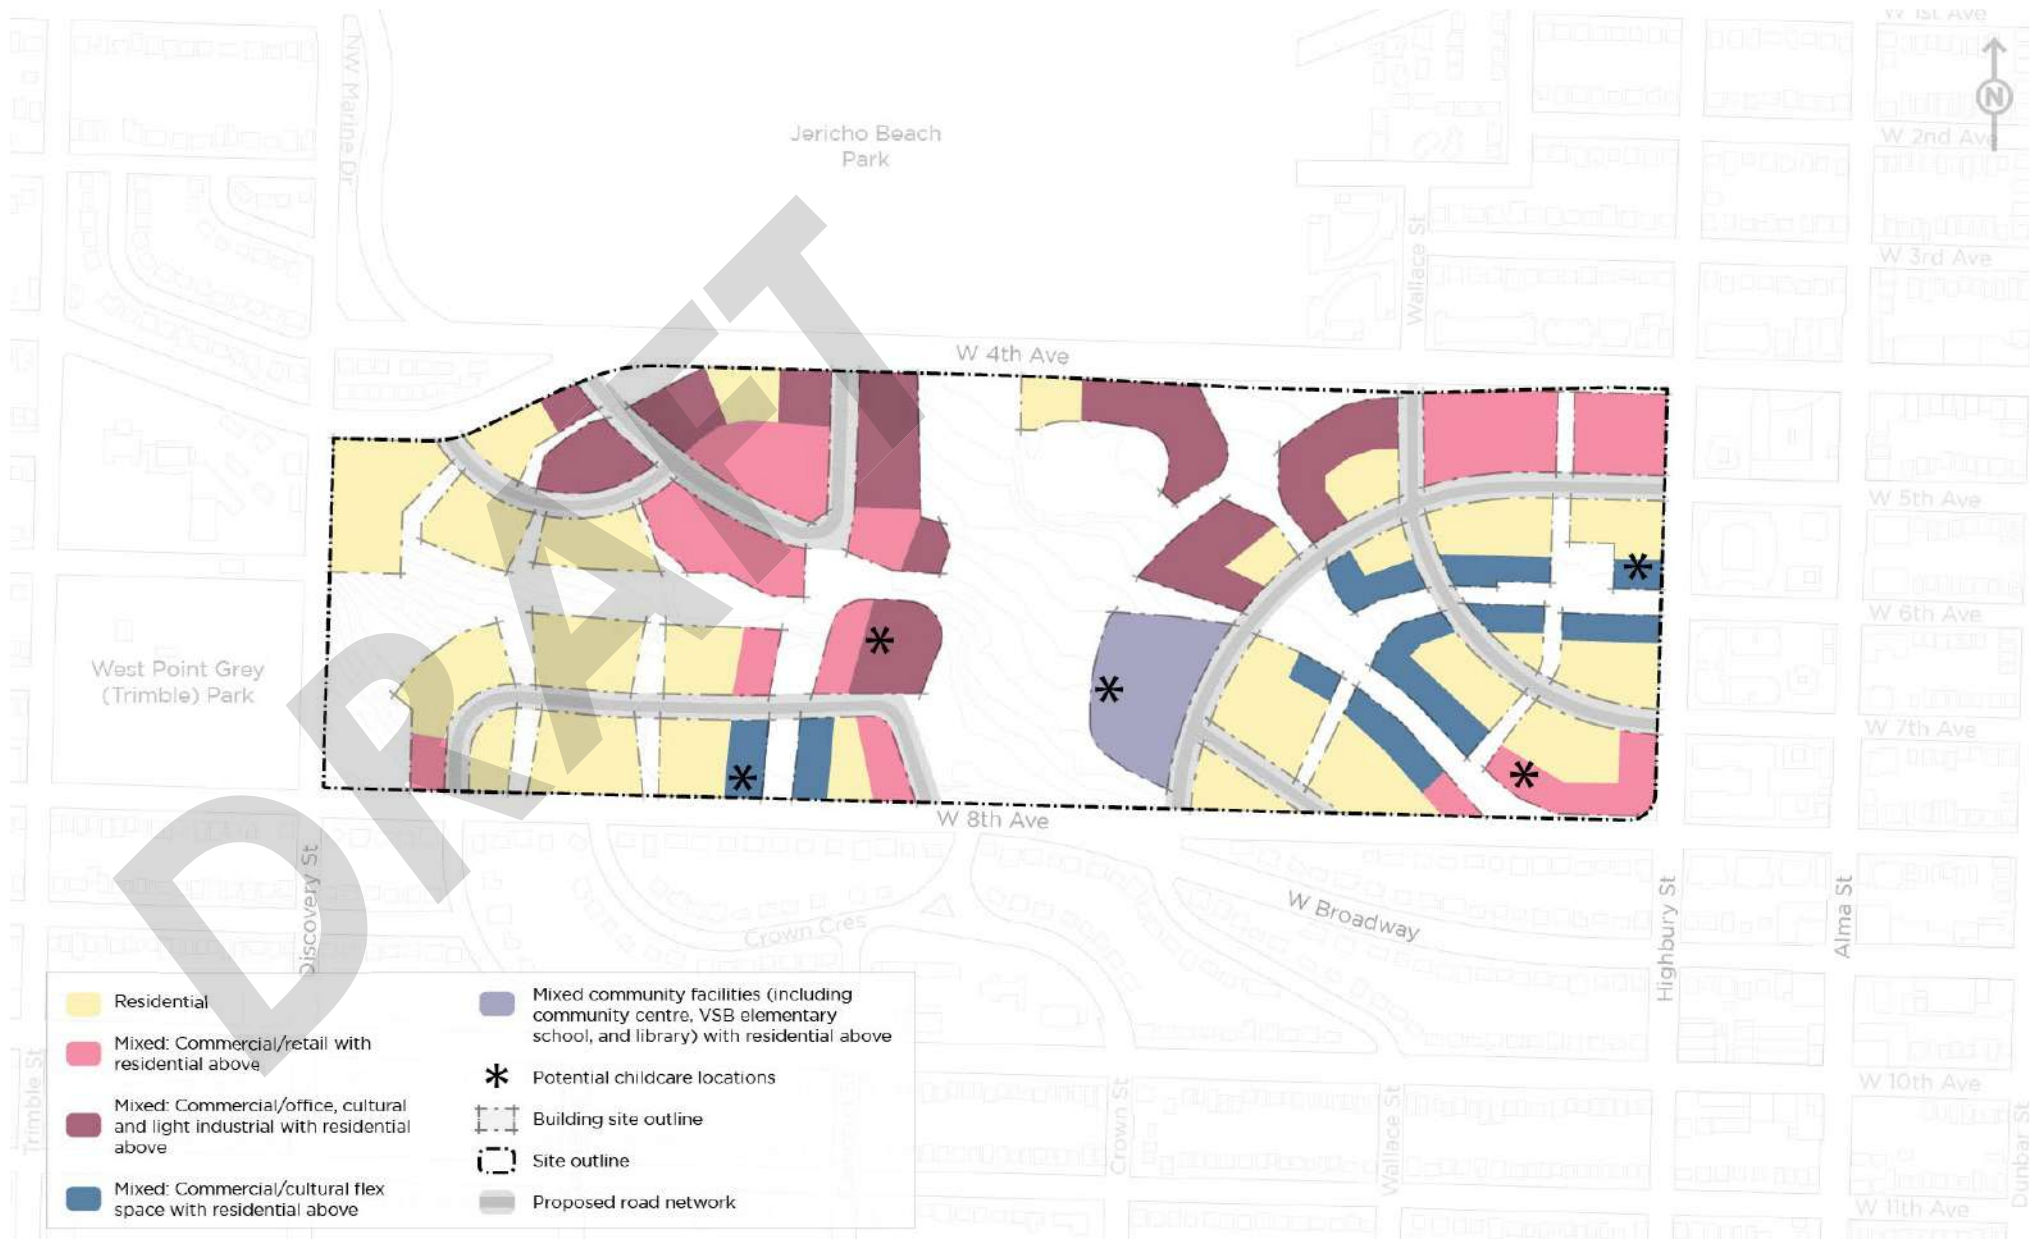 W 1st Ave
N
NW Marine Dr
Jericho Beach
Park
W 2nd Ave
Wallace St
W 3rd Ave
W 4th Ave
W 5th Ave
W 6th Ave
West Point Grey
(Trimble) Park
W 7th Ave
W 8th Ave
DRAFT
Discovery St
Crown Cres
W Broadway
Highbury St
Alma St
Trimble St
Crown St
Wallace St
W 10th Ave
Dunbar St
W 11th Ave
Residential
Mixed: Commercial/retail with
residential above
Mixed: Commercial/office, cultural
and light industrial with residential
above
Mixed: Commercial/cultural flex
space with residential above
Mixed community facilities (including
community centre, VSB elementary
school, and library) with residential above
Potential childcare locations
Building site outline
Site outline
Proposed road network